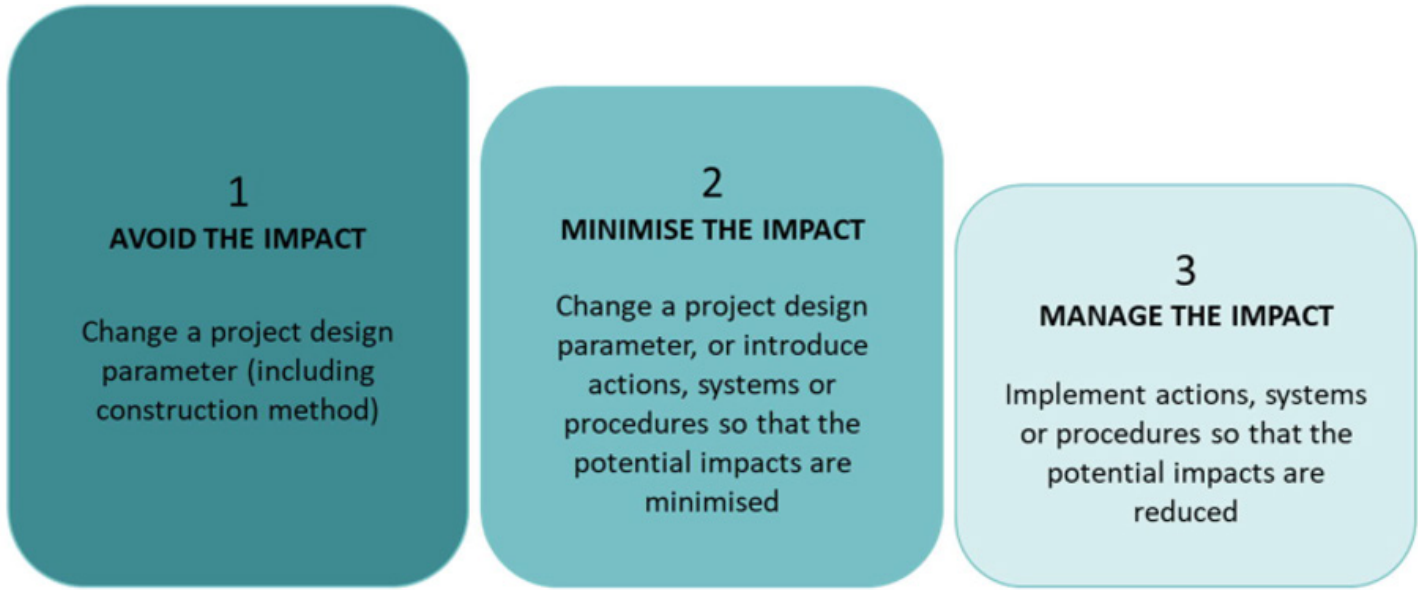 1
AVOID THE IMPACT
Change a project design
parameter (including
construction method)
2
MINIMISE THE IMPACT
Change a project design
parameter, or introduce
actions, systems or
procedures so that the
potential impacts are
minimised
3
MANAGE THE IMPACT
Implement actions, systems
or procedures so that the
potential impacts are
reduced